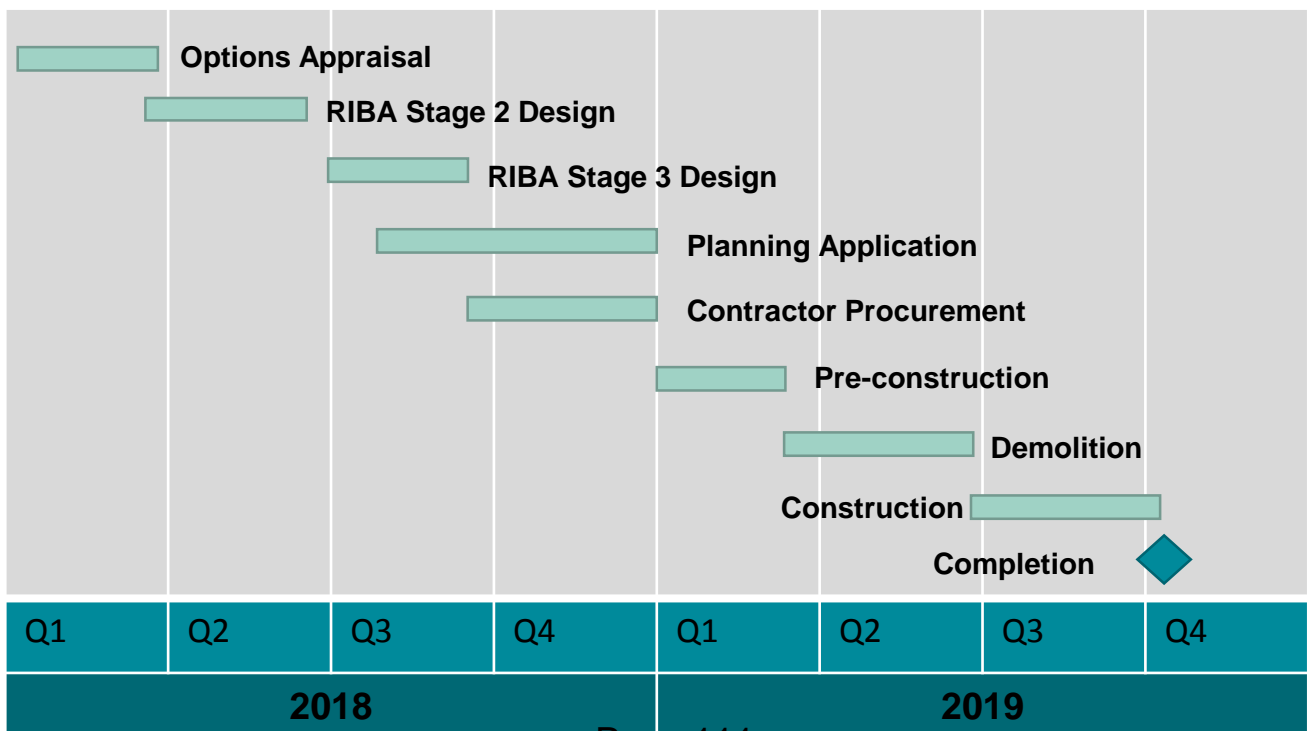 Options Appraisal
RIBA Stage 2 Design
RIBA Stage 3 Design
Planning Application
Contractor Procurement
Pre-construction
Demolition
Construction
Completion
Q1 Q2 Q3 Q4 Q1 Q2 Q3 Q4
2018 2019